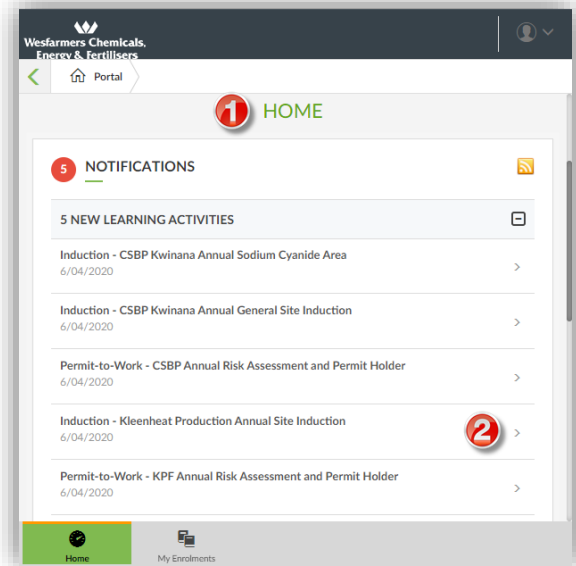 Wesfarmers Chemicals,
Energy & Fertilisers
Portal
1 HOME
5 NOTIFICATIONS
5 NEW LEARNING ACTIVITIES
Induction - CSBP Kwinana Annual Sodium Cyanide Area
6/04/2020
Induction - CSBP Kwinana Annual General Site Induction
6/04/2020
Permit-to-Work - CSBP Annual Risk Assessment and Permit Holder
6/04/2020
Induction - Kleenheat Production Annual Site Induction
6/04/2020
2
Permit-to-Work - KPF Annual Risk Assessment and Permit Holder
6/04/2020
Home
My Enrolments